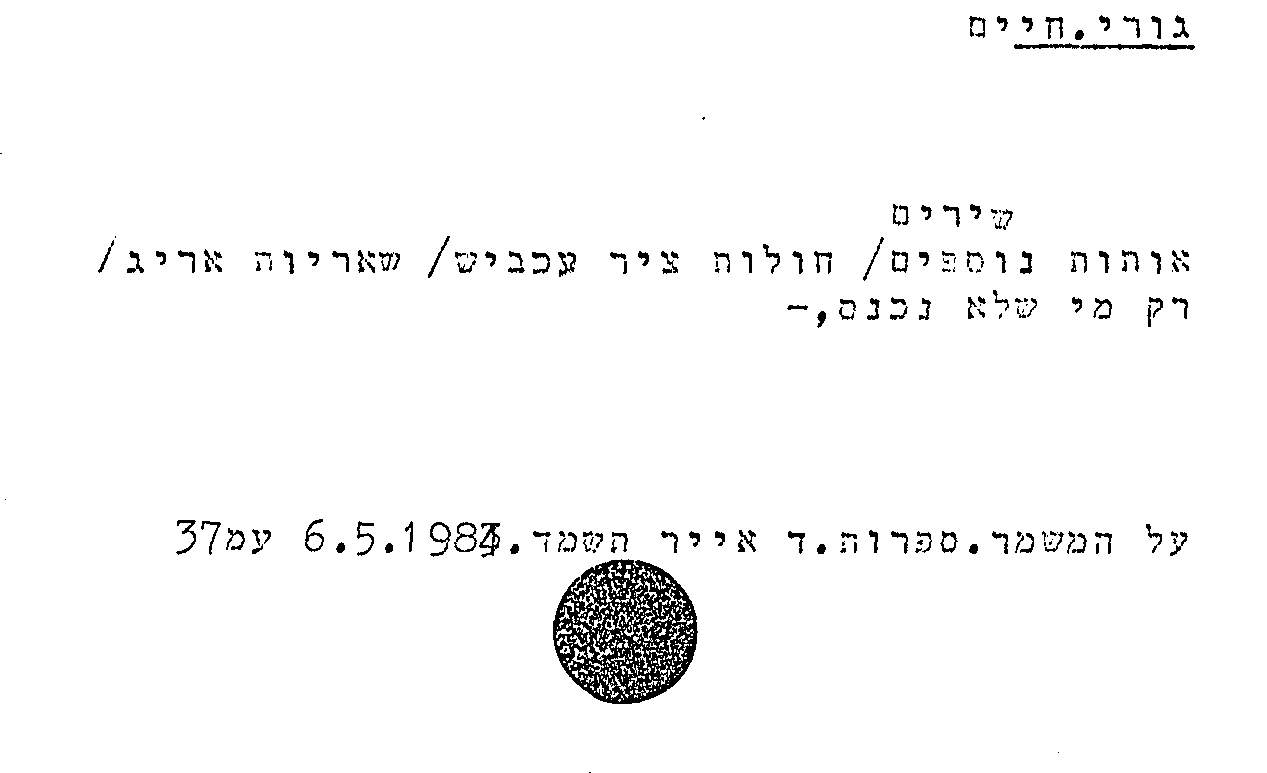 גורי.חיים
שירים
אותות נוספים/ חולות ציר עכביש/ שאריות אריג/
רק מי שלא נכנס,-
על המשמר.ספרות.ד אייר תשמד. 6.5.1984 עמ37